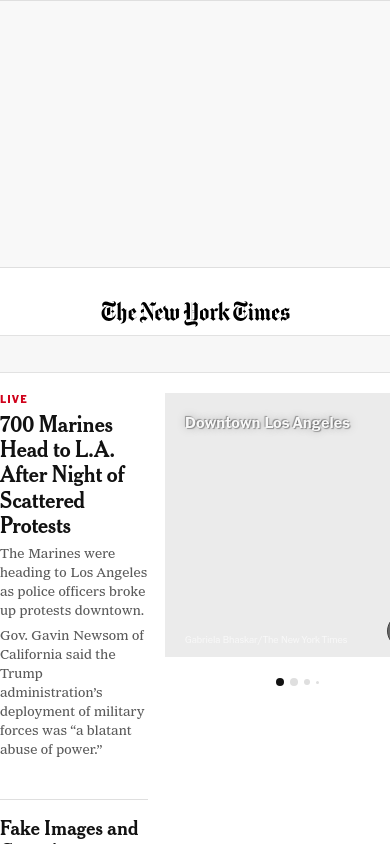 The New York Times
LIVE
700 Marines
Head to L.A.
After Night of
Scattered
Protests
The Marines were
heading to Los Angeles
as police officers broke
up protests downtown.
Gov. Gavin Newsom of
California said the
Trump
administration’s
deployment of military
forces was “a blatant
abuse of power.”
Downtown Los Angeles
Gabriela Bhaskar/The New York Times
Fake Images and